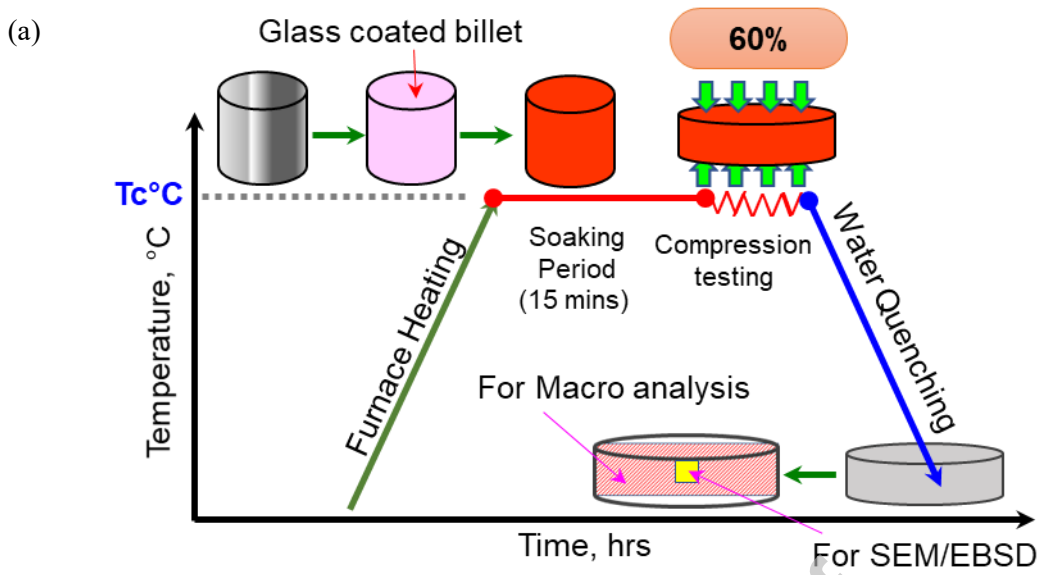 (a)
Glass coated billet
60%
Tc°C
Temperature, °C
Furnace Heating
Soaking
Period
(15 mins)
Compression
testing
Water Quenching
For Macro analysis
Time, hrs
For SEM/EBSD